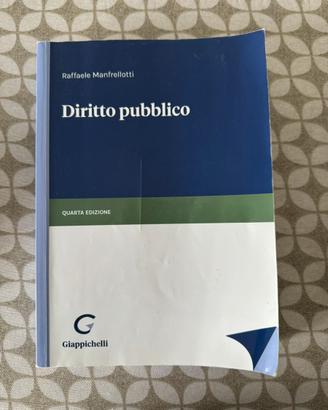 Raffaele Manfrellotti
Diritto pubblico
QUARTA EDIZIONE
Giappichelli